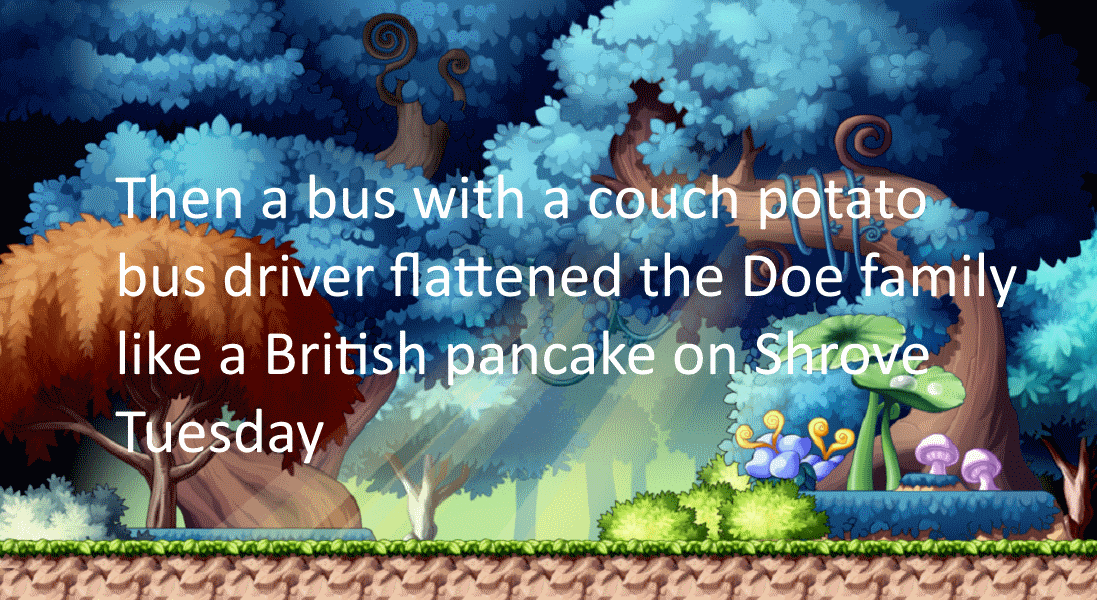 Then a bus with a couch potato
bus driver flattened the Doe family
like a British pancake on Shrove
Tuesday